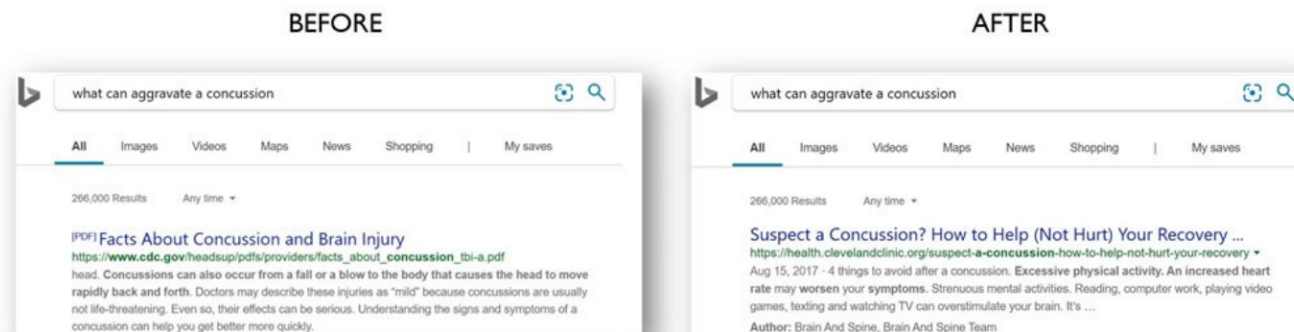 BEFORE
what can aggravate a concussion
All Images Videos Maps News Shopping | My saves
266,000 Results Any time
[PDF] Facts About Concussion and Brain Injury
https://www.cdc.gov/headsup/pdfs/providers/facts_about_concussion_tbi-a.pdf
head. Concussions can also occur from a fall or a blow to the body that causes the head to move
rapidly back and forth. Doctors may describe these injuries as "mild" because concussions are usually
not life-threatening. Even so, their effects can be serious. Understanding the signs and symptoms of a
concussion can help you get better more quickly.
AFTER
what can aggravate a concussion
All Images Videos Maps News Shopping | My saves
266,000 Results Any time
Suspect a Concussion? How to Help (Not Hurt) Your Recovery ...
https://health.clevelandclinic.org/suspect-a-concussion-how-to-help-not-hurt-your-recovery
Aug 15, 2017 · 4 things to avoid after a concussion. Excessive physical activity. An increased heart
rate may worsen your symptoms. Strenuous mental activities. Reading, computer work, playing video
games, texting and watching TV can overstimulate your brain. It's ...
Author: Brain And Spine, Brain And Spine Team